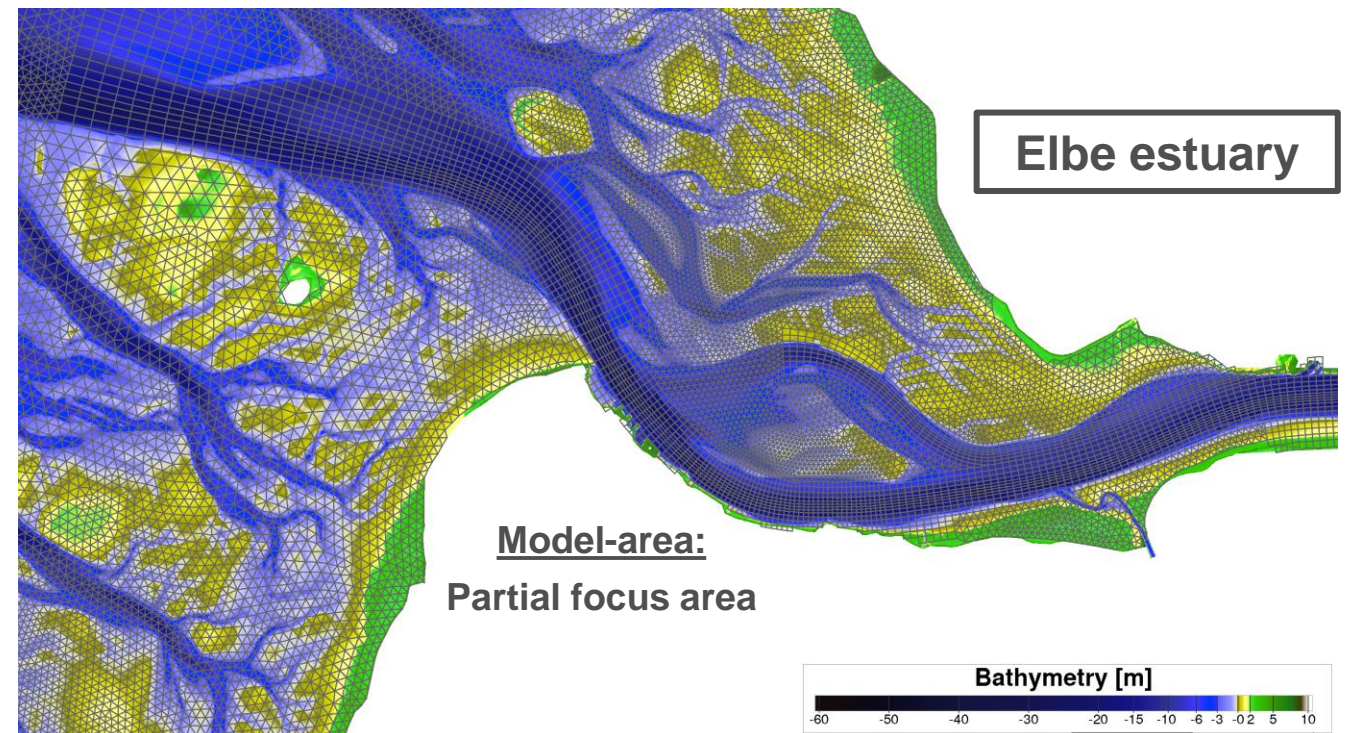 Elbe estuary
Model-area:
Partial focus area
Bathymetry [m]
-60 -50 -40 -30 -20 -15 -10 -6 -3 -0 2 5 10